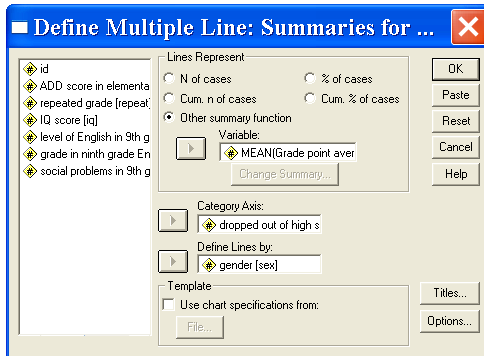 Define Multiple Line: Summaries for ...
id
ADD score in elementa
repeated grade [repeat]
IQ score [iq]
level of English in 9th g
grade in ninth grade En
social problems in 9th g
Lines Represent
N of cases
% of cases
Cum. n of cases
Cum. % of cases
Other summary function
Variable:
MEAN(Grade point aver
Change Summary...
Category Axis:
dropped out of high s
Define Lines by:
gender [sex]
Template
Use chart specifications from:
File...
OK
Paste
Reset
Cancel
Help
Titles...
Options...